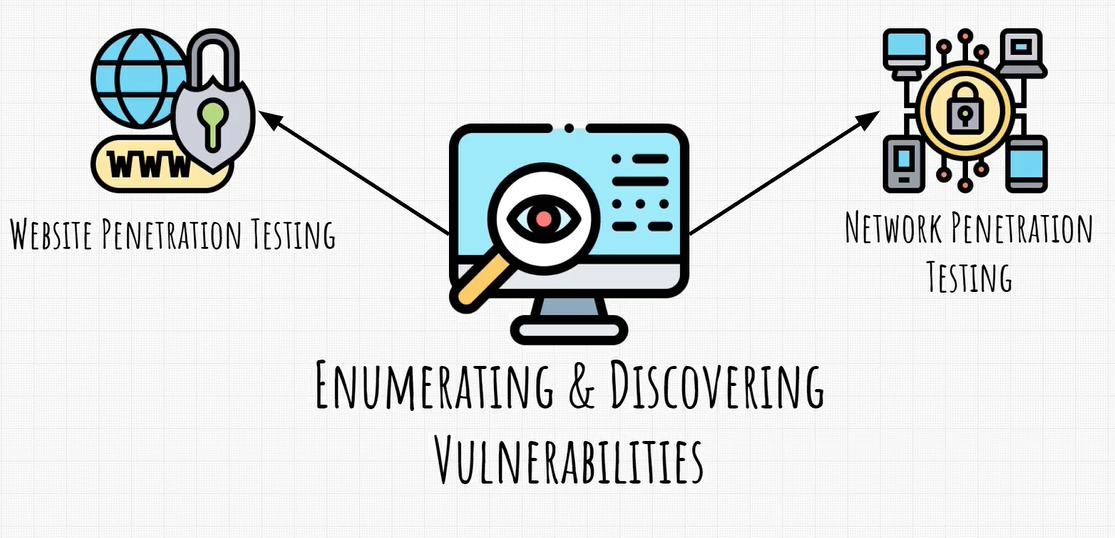 WWW
Website Penetration Testing
Network Penetration
Testing
Enumerating & Discovering
Vulnerabilities